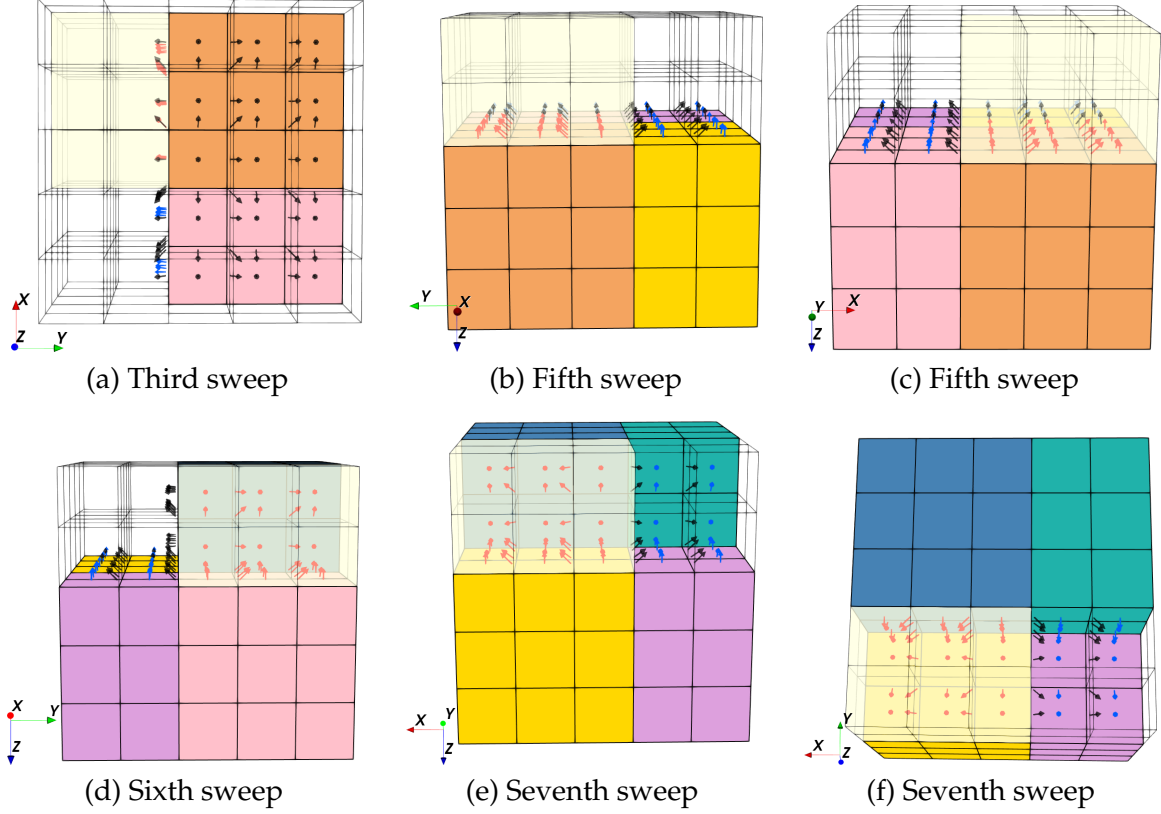 X
Z
Y
(a) Third sweep
Y
X
Z
(b) Fifth sweep
Y
X
Z
(c) Fifth sweep
X
Y
Z
(d) Sixth sweep
X
Y
Z
(e) Seventh sweep
Y
X
Z
(f) Seventh sweep